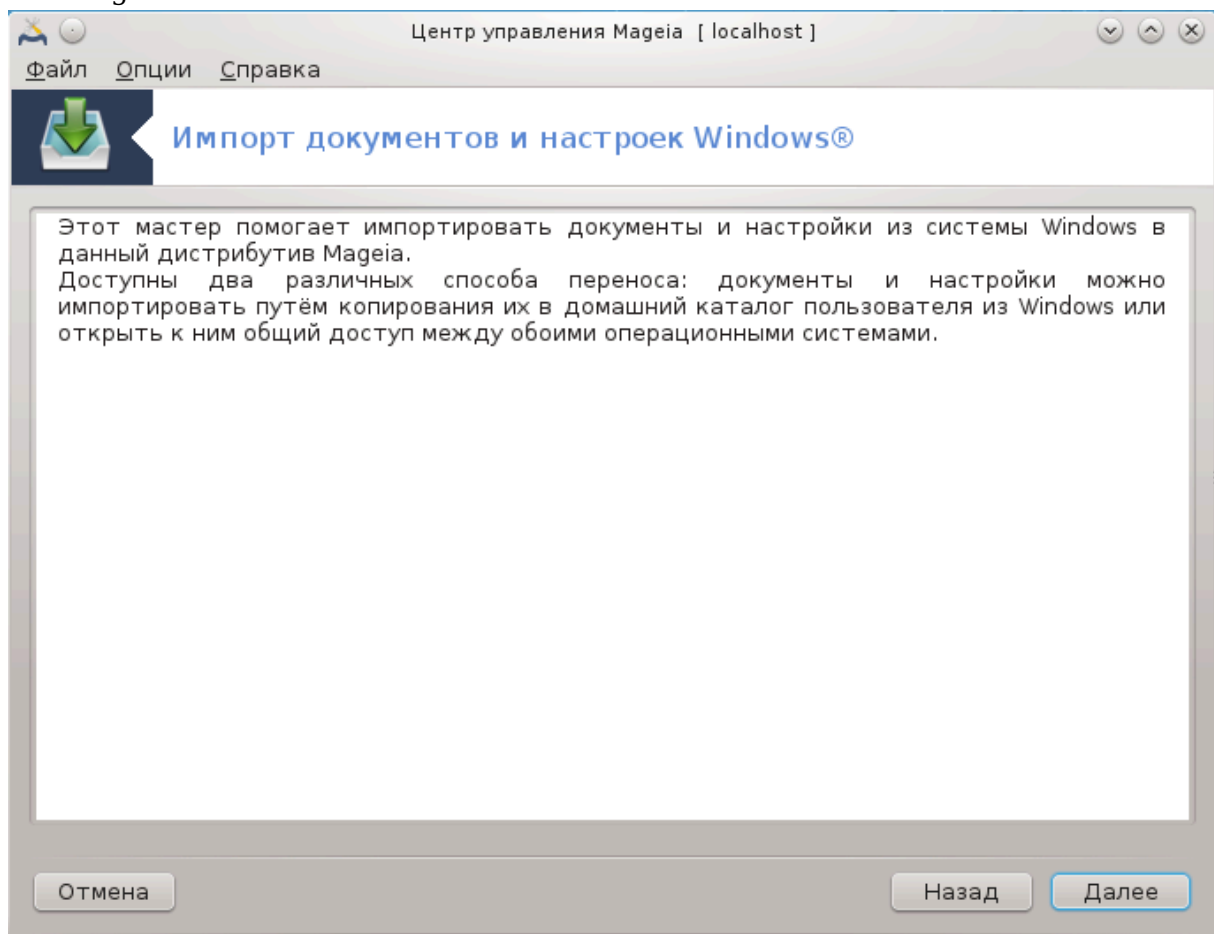 Центр управления Mageia [ localhost ]
Файл Опции Справка
Импорт документов и настроек Windows®
Этот мастер помогает импортировать документы и настройки из системы Windows в
данный дистрибутив Mageia.
Доступны два различных способа переноса: документы и настройки можно
импортировать путём копирования их в домашний каталог пользователя из Windows или
открыть к ним общий доступ между обоими операционными системами.
Отмена Назад Далее